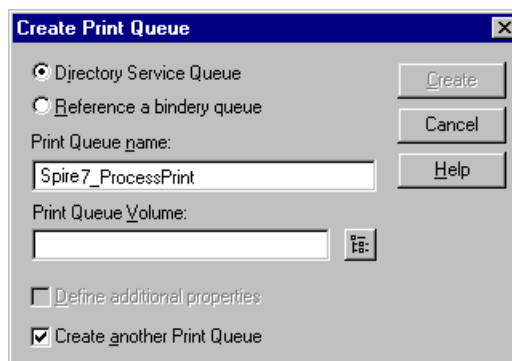 Create Print Queue
Directory Service Queue
Create
Reference a bindery queue
Cancel
Print Queue name:
Spire7_ProcessPrint
Help
Print Queue Volume:
Define additional properties
Create another Print Queue